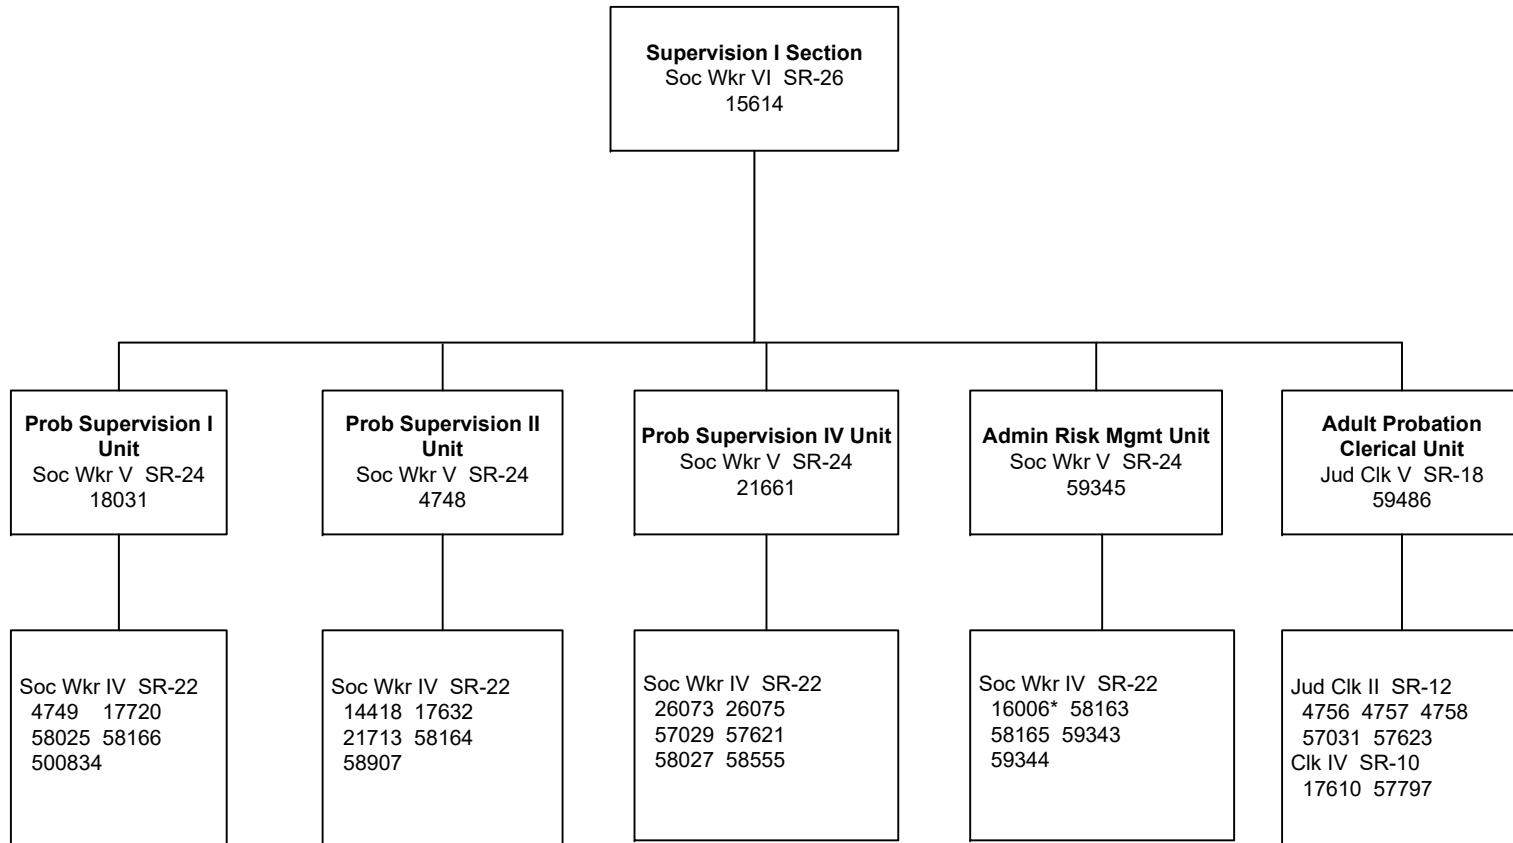 Supervision I Section
Soc Wkr VI  SR-26
15614
Prob Supervision I
Unit
Soc Wkr V  SR-24
18031
Prob Supervision II
Unit
Soc Wkr V  SR-24
4748
Prob Supervision IV Unit
Soc Wkr V  SR-24
21661
Admin Risk Mgmt Unit
Soc Wkr V  SR-24
59345
Adult Probation
Clerical Unit
Jud Clk V  SR-18
59486
Soc Wkr IV  SR-22
4749    17720
58025  58166
500834
Soc Wkr IV  SR-22
14418  17632
21713  58164
58907
Soc Wkr IV  SR-22
26073  26075
57029  57621
58027  58555
Soc Wkr IV  SR-22
16006*  58163
58165   59343
59344
Jud Clk II  SR-12
4756  4757  4758
57031  57623
Clk IV  SR-10
17610  57797